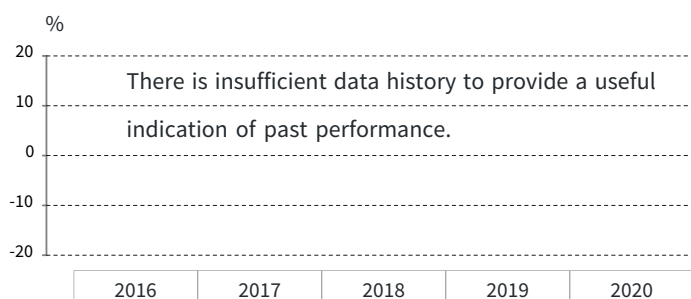 %
20
There is insufficient data history to provide a useful
10
indication of past performance.
0
-10
-20
2016 2017 2018 2019 2020